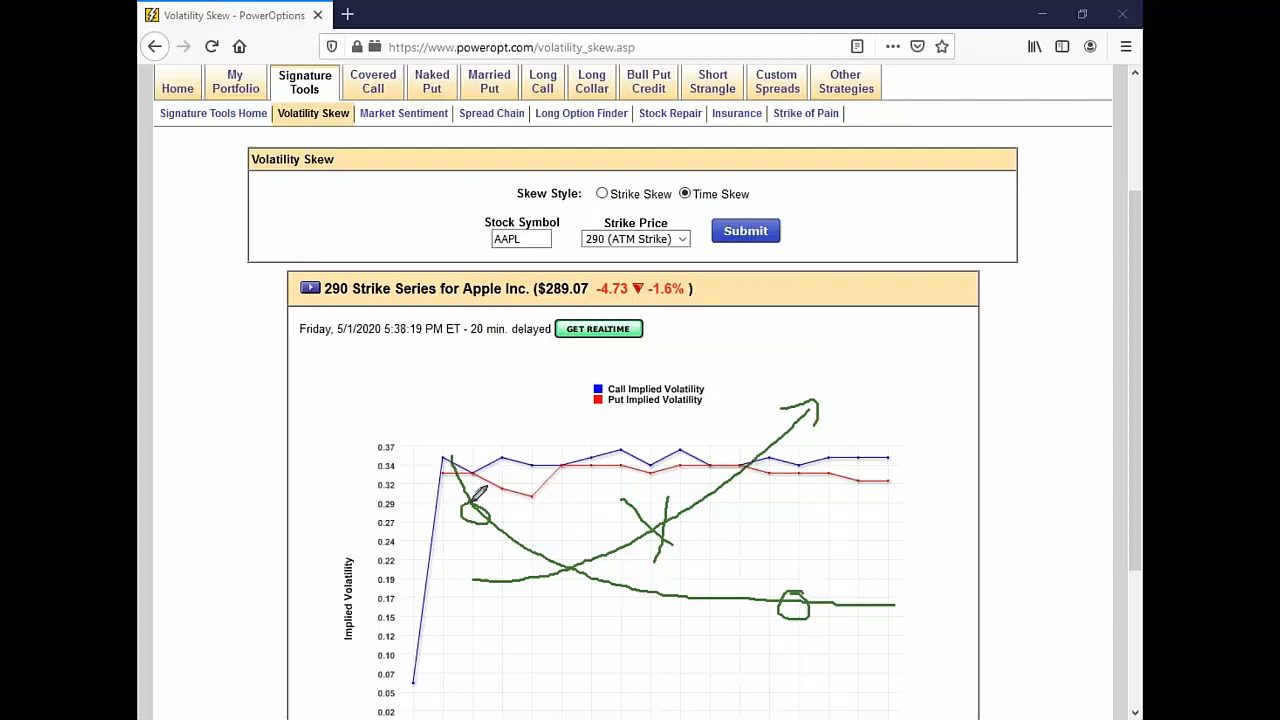 Volatility Skew - PowerOptions
https://www.poweropt.com/volatility_skew.asp
Home
My Portfolio
Signature Tools
Covered Call
Naked Put
Married Put
Long Call
Long Collar
Bull Put Credit
Short Strangle
Custom Spreads
Other Strategies
Signature Tools Home Volatility Skew Market Sentiment Spread Chain Long Option Finder Stock Repair Insurance Strike of Pain
Volatility Skew
Skew Style: Strike Skew Time Skew
Stock Symbol Strike Price
AAPL 290 (ATM Strike) Submit
290 Strike Series for Apple Inc. ($289.07 -4.73 -1.6% )
Friday, 5/1/2020 5:38:19 PM ET - 20 min. delayed GET REALTIME
Call Implied Volatility
Put Implied Volatility
0.37
0.34
0.32
0.29
0.27
0.24
0.22
0.19
0.17
0.15
0.12
0.10
0.07
0.05
0.02
Implied Volatility